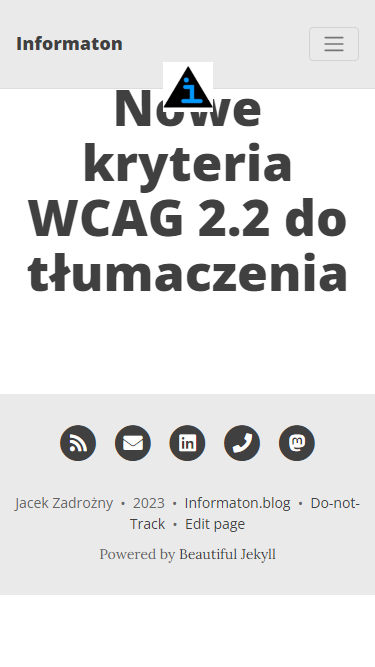 Informaton
Nowe
kryteria
WCAG 2.2 do
tłumaczenia
Jacek Zadrożny • 2023 • Informaton.blog • Do-not-
Track • Edit page
Powered by Beautiful Jekyll